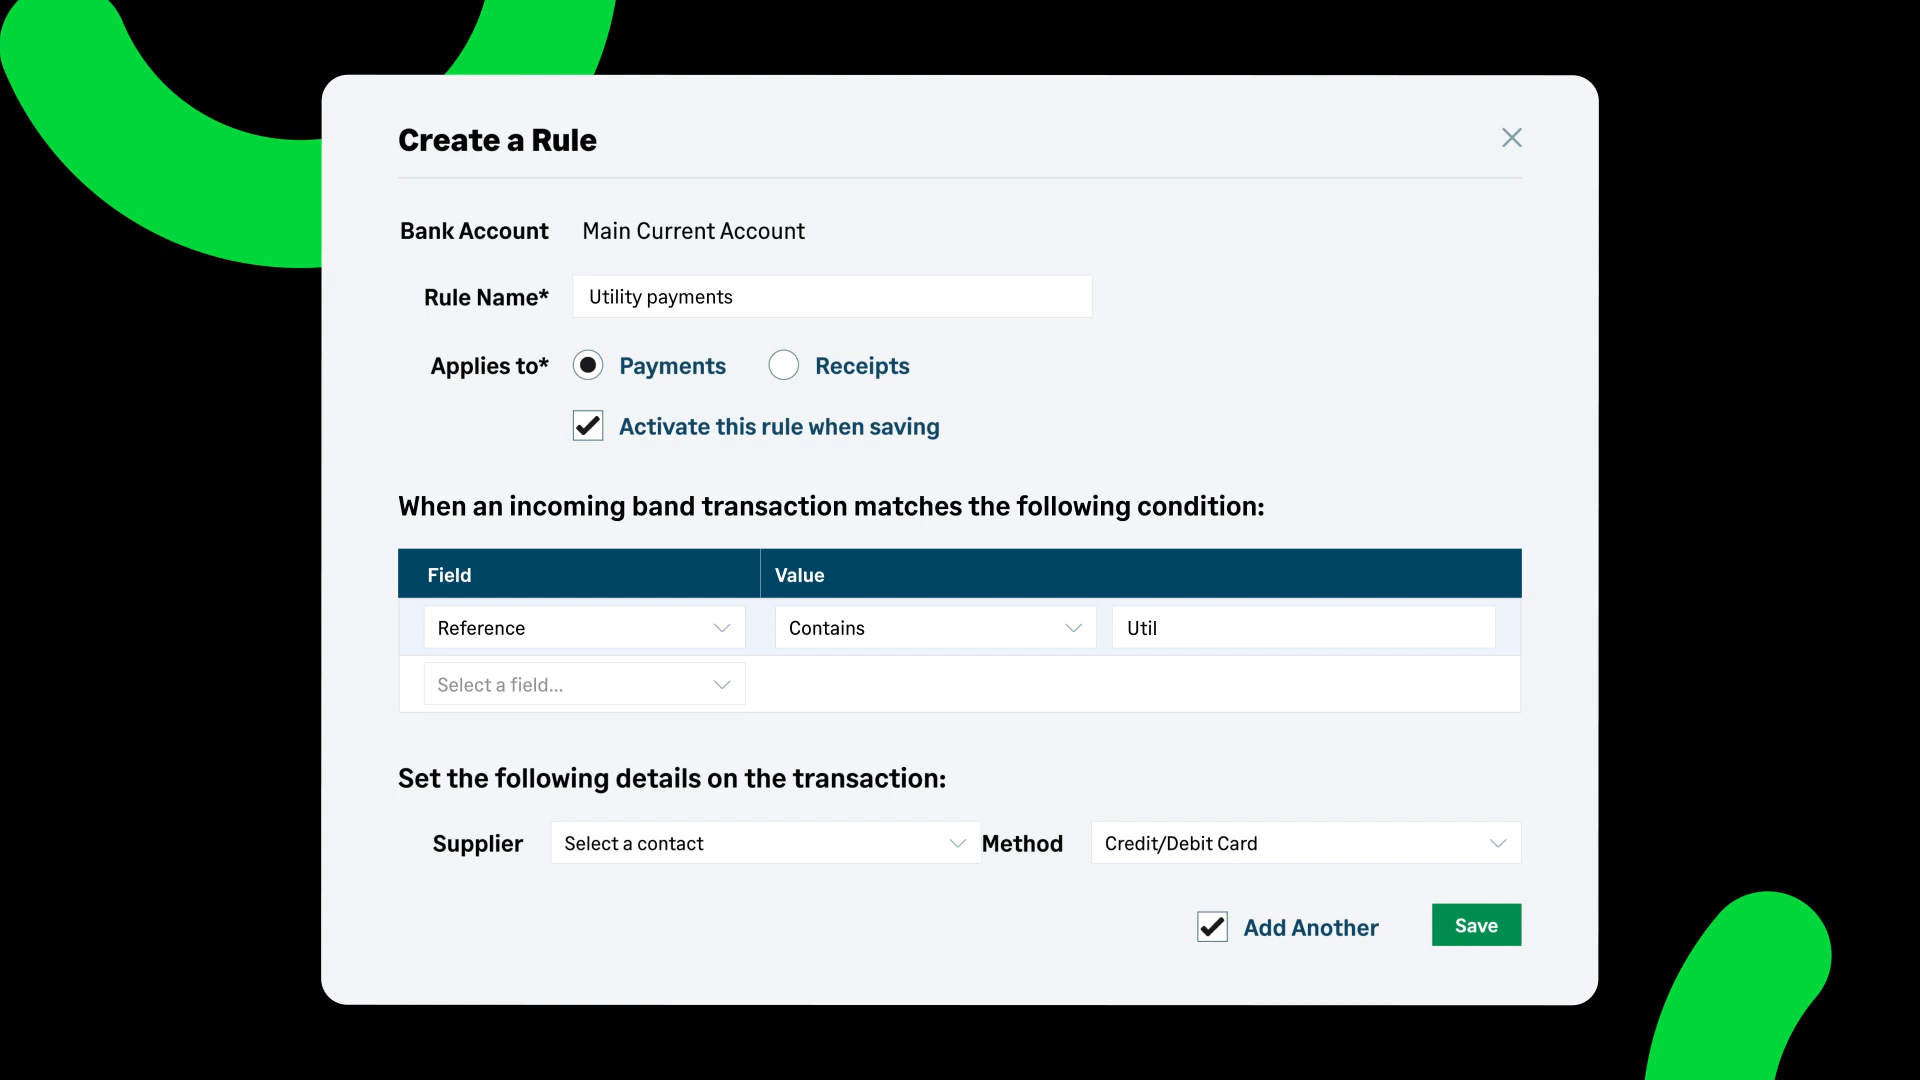 Create a Rule
Bank Account Main Current Account
Rule Name* Utility payments
Applies to* Payments Receipts
Activate this rule when saving
When an incoming band transaction matches the following condition:
Field Value
Reference Contains Util
Select a field...
Set the following details on the transaction:
Supplier Select a contact Method Credit/Debit Card
Add Another Save